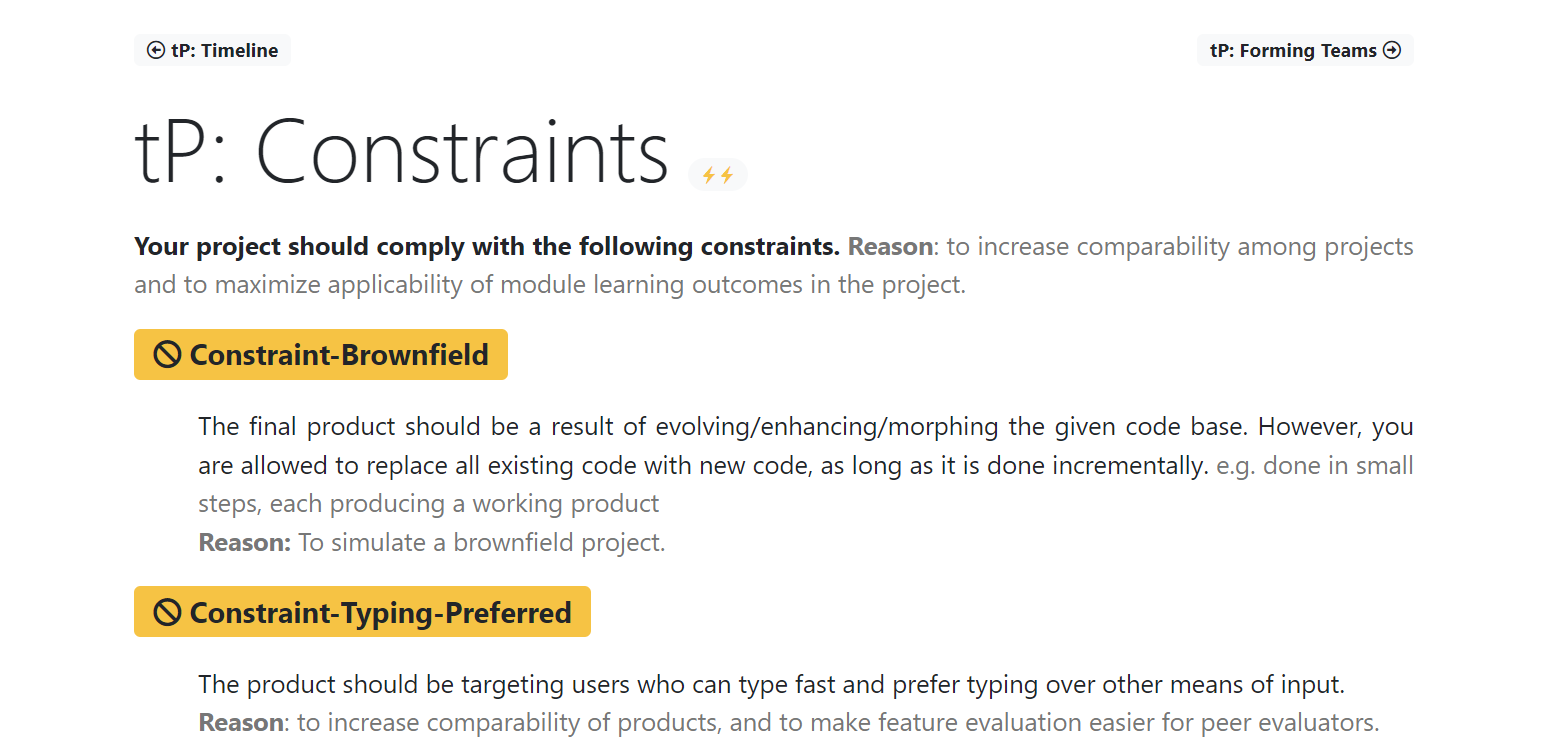 tP: Timeline
tP: Forming Teams
tP: Constraints
Your project should comply with the following constraints. Reason: to increase comparability among projects
and to maximize applicability of module learning outcomes in the project.
Constraint-Brownfield
The final product should be a result of evolving/enhancing/morphing the given code base. However, you
are allowed to replace all existing code with new code, as long as it is done incrementally. e.g. done in small
steps, each producing a working product
Reason: To simulate a brownfield project.
Constraint-Typing-Preferred
The product should be targeting users who can type fast and prefer typing over other means of input.
Reason: to increase comparability of products, and to make feature evaluation easier for peer evaluators.